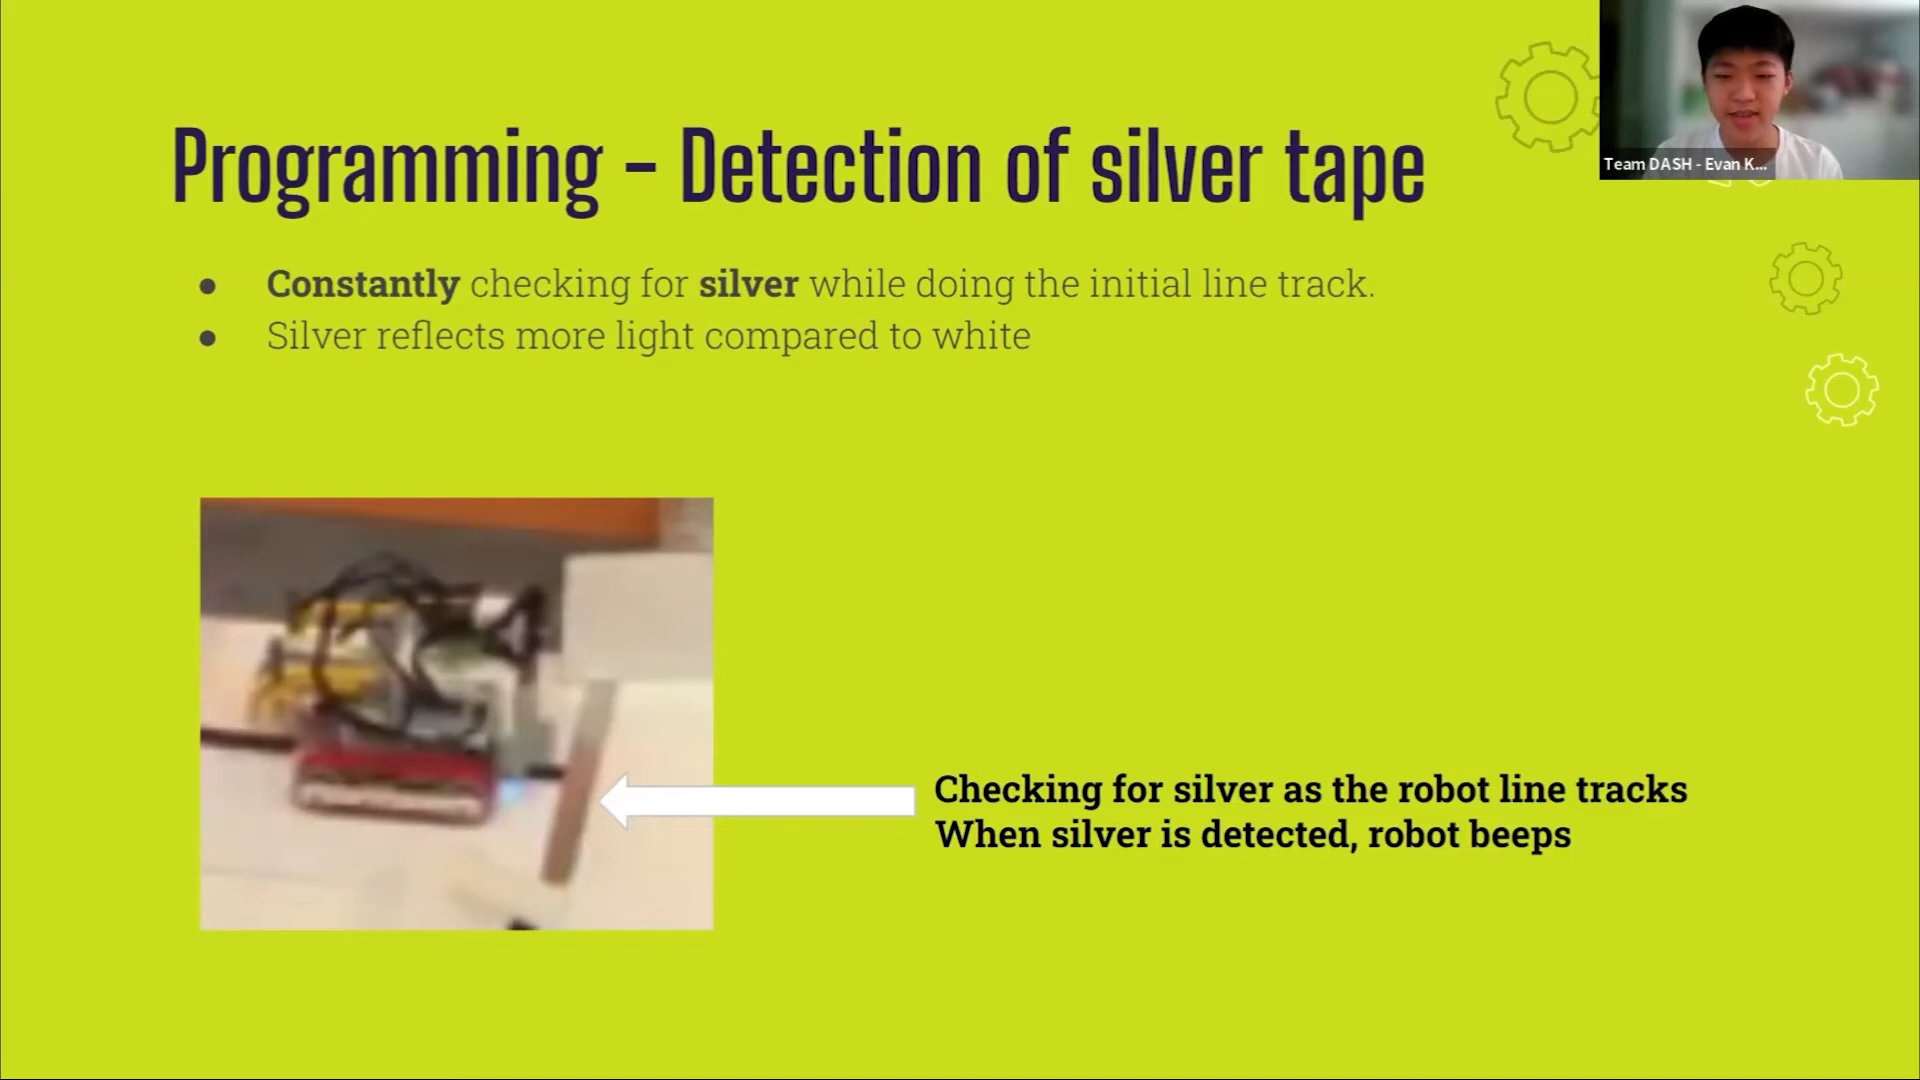 Programming - Detection of silver tape
Team DASH - Evan K...
● Constantly checking for silver while doing the initial line track.
● Silver reflects more light compared to white
Checking for silver as the robot line tracks
When silver is detected, robot beeps